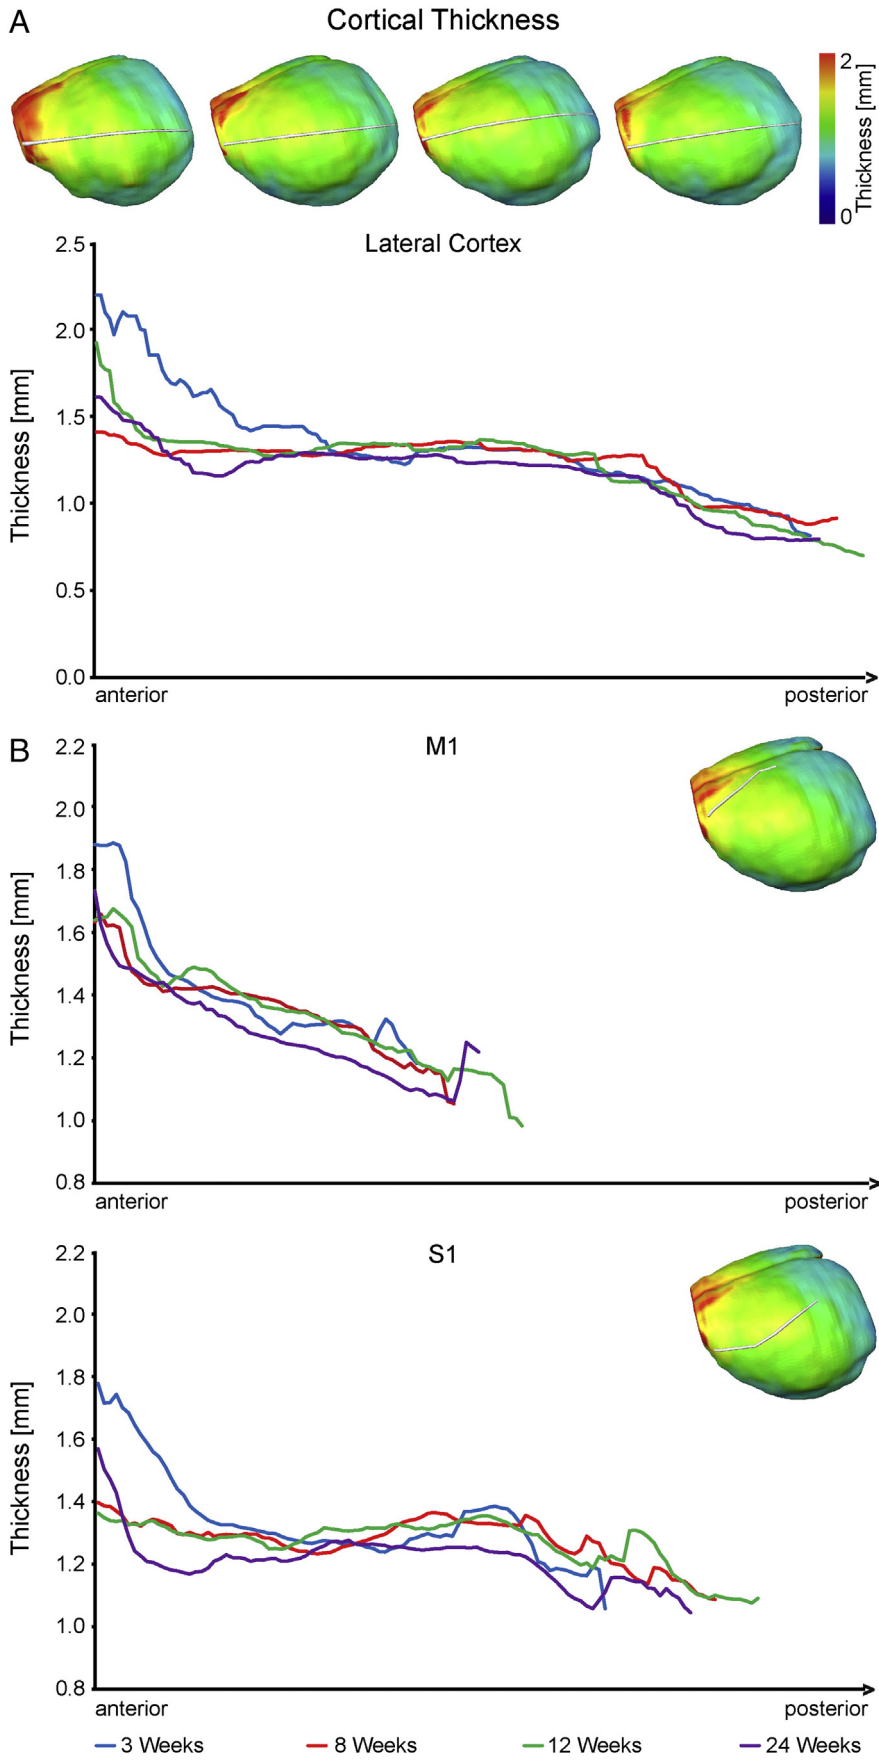 A
Cortical Thickness
2
0
Thickness [mm]
Lateral Cortex
2.5
2.0
1.5
1.0
0.5
0.0
Thickness [mm]
anterior posterior
B
M1
2.2
2.0
1.8
1.6
1.4
1.2
1.0
0.8
Thickness [mm]
anterior posterior
S1
2.2
2.0
1.8
1.6
1.4
1.2
1.0
0.8
Thickness [mm]
anterior posterior
3 Weeks 8 Weeks 12 Weeks 24 Weeks